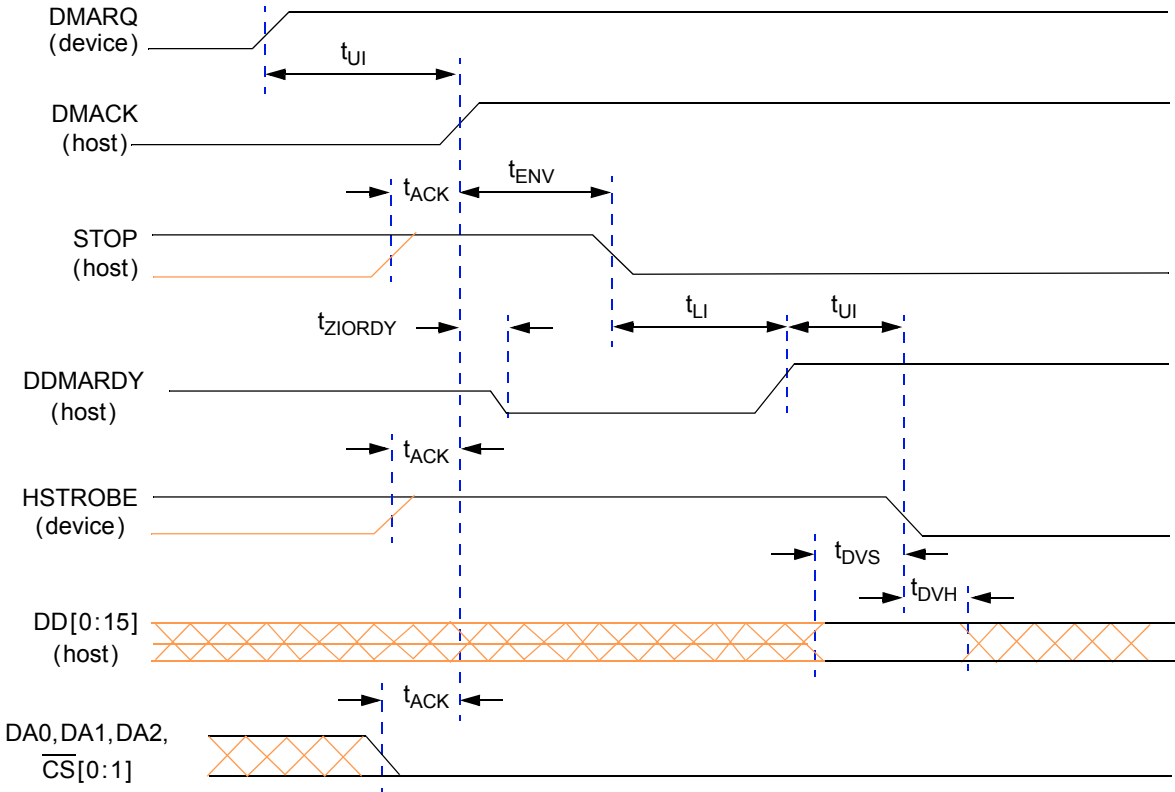 DMARQ
(device)
tUI
DMACK
(host)
tACK
tENV
STOP
(host)
tZIORDY
tLI
tUI
DDMARDY
(host)
tACK
HSTROBE
(device)
tDVS
tDVH
DD[0:15]
(host)
tACK
DA0,DA1,DA2,
C̅S̅[0:1]